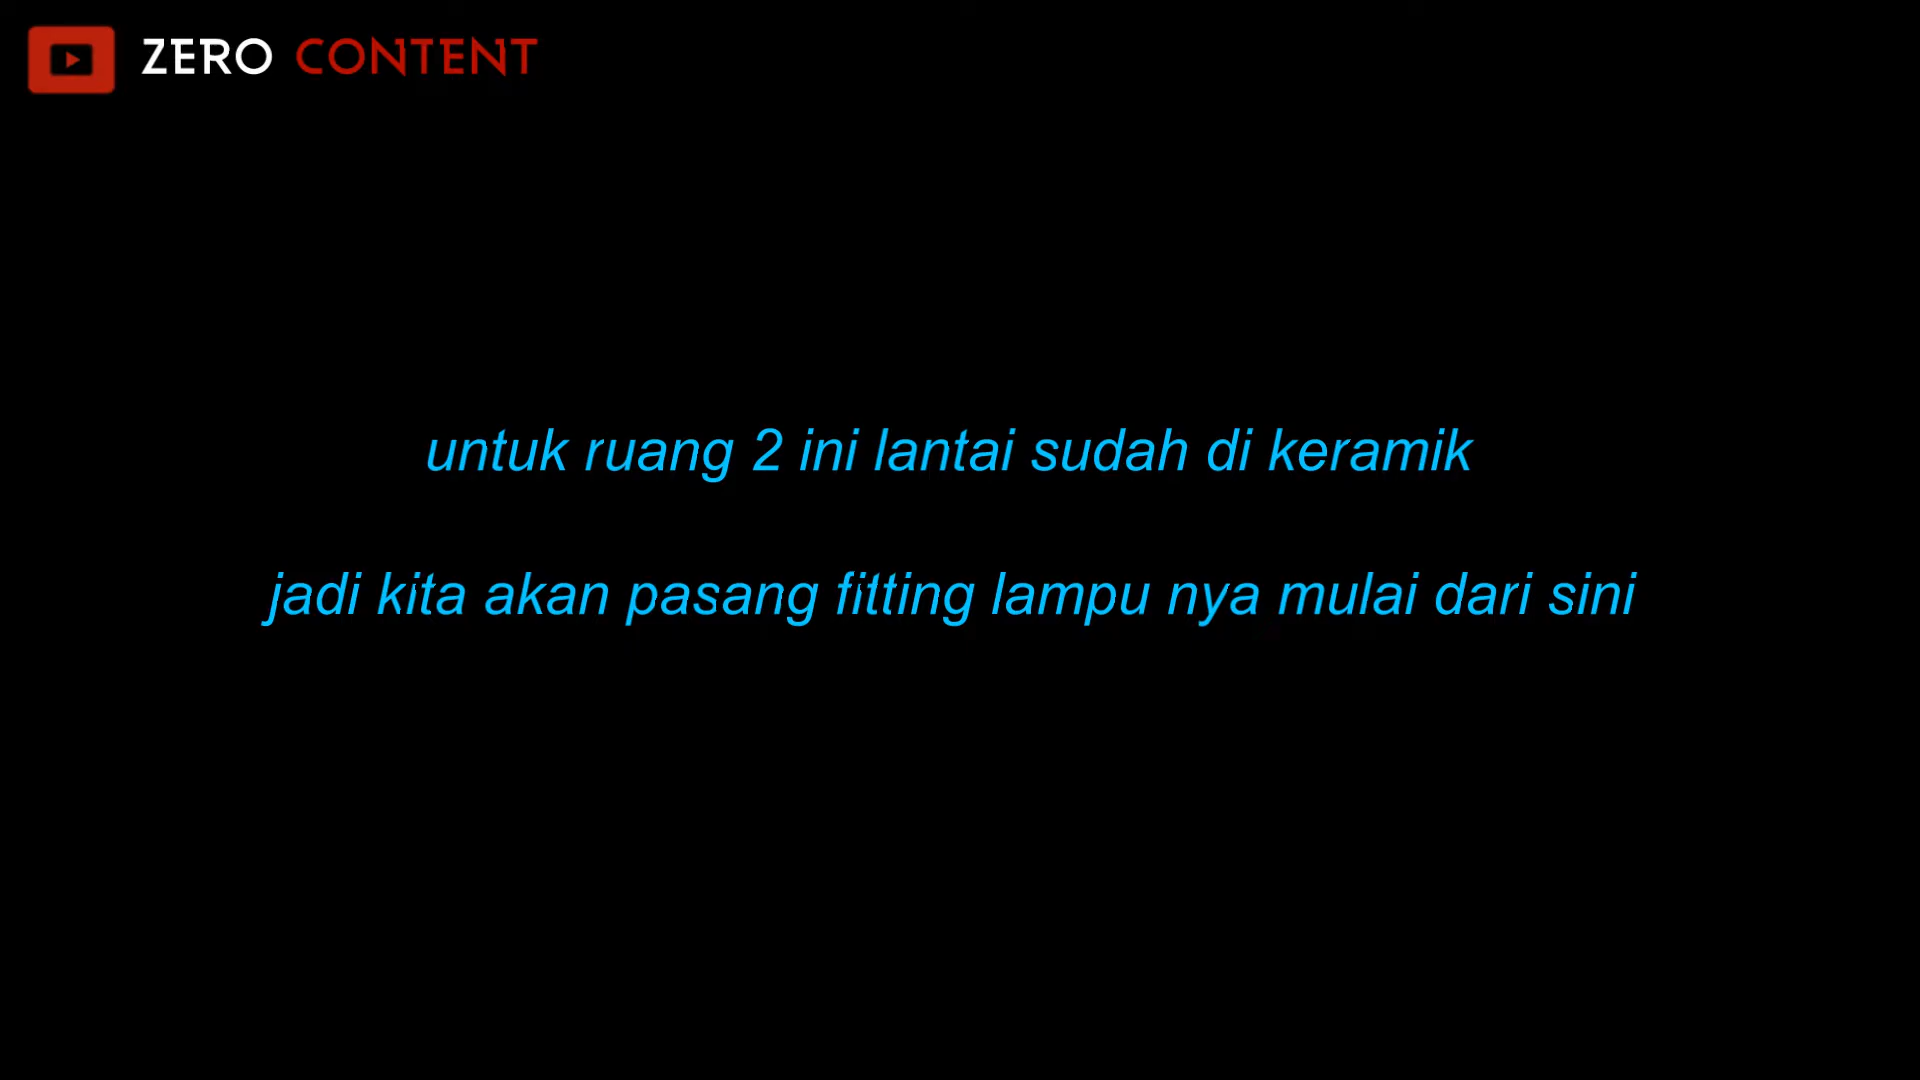 ZERO CONTENT
untuk ruang 2 ini lantai sudah di keramik
jadi kita akan pasang fitting lampu nya mulai dari sini